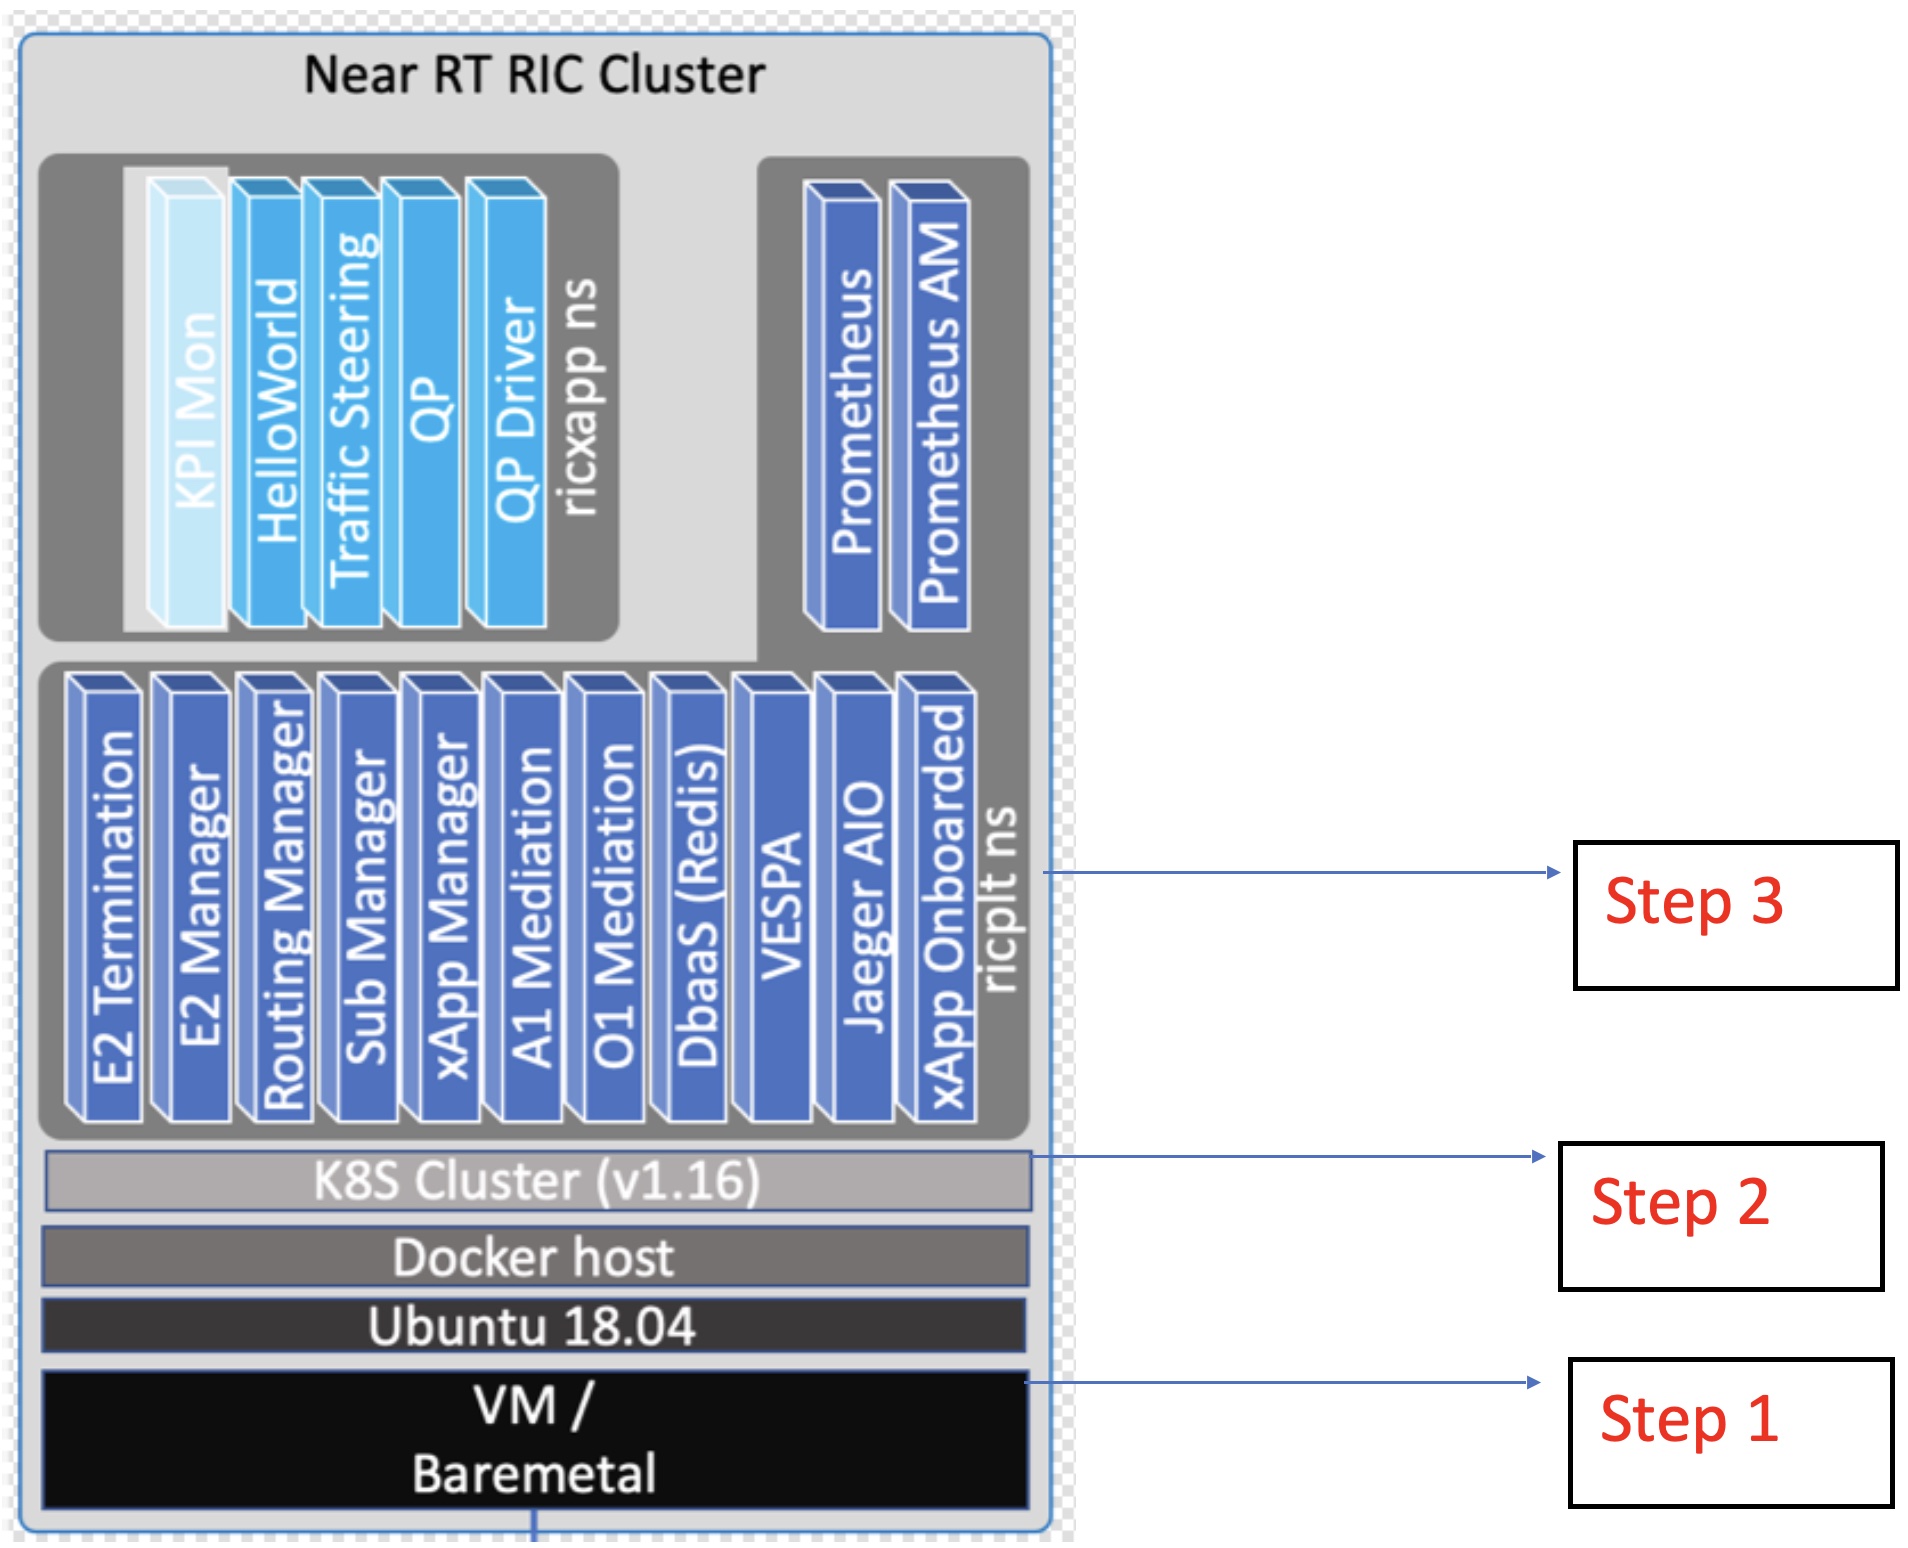 Near RT RIC Cluster
KPI Mon
HelloWorld
Traffic Steering
QP
QP Driver
ricxapp ns
Prometheus
Prometheus AM
E2 Termination
E2 Manager
Routing Manager
Sub Manager
xApp Manager
A1 Mediation
O1 Mediation
DbaaS (Redis)
VESPA
Jaeger AIO
xApp Onboarded
ricplt ns
Step 3
K8S Cluster (v1.16)
Step 2
Docker host
Ubuntu 18.04
VM /
Baremetal
Step 1